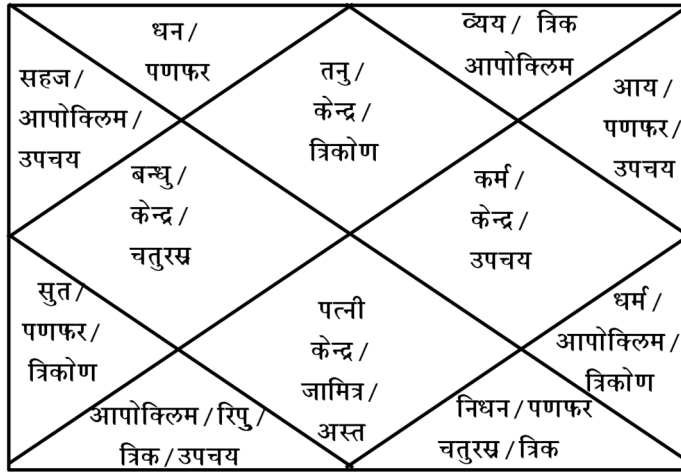 धन/
पणफर
तनु/
केन्द्र/
त्रिकोण
व्यय/ त्रिक
आपोक्लिम
सहज/
आपोक्लिम/
उपचय
आय/
पणफर/
उपचय
बन्धु/
केन्द्र/
चतुरस्र
कर्म/
केन्द्र/
उपचय
सुत/
पणफर/
त्रिकोण
पत्नी
केन्द्र/
जामित्र/
अस्त
धर्म/
आपोक्लिम/
त्रिकोण
आपोक्लिम/रिपु/
त्रिक/उपचय
निधन/पणफर
चतुरस्र/त्रिक